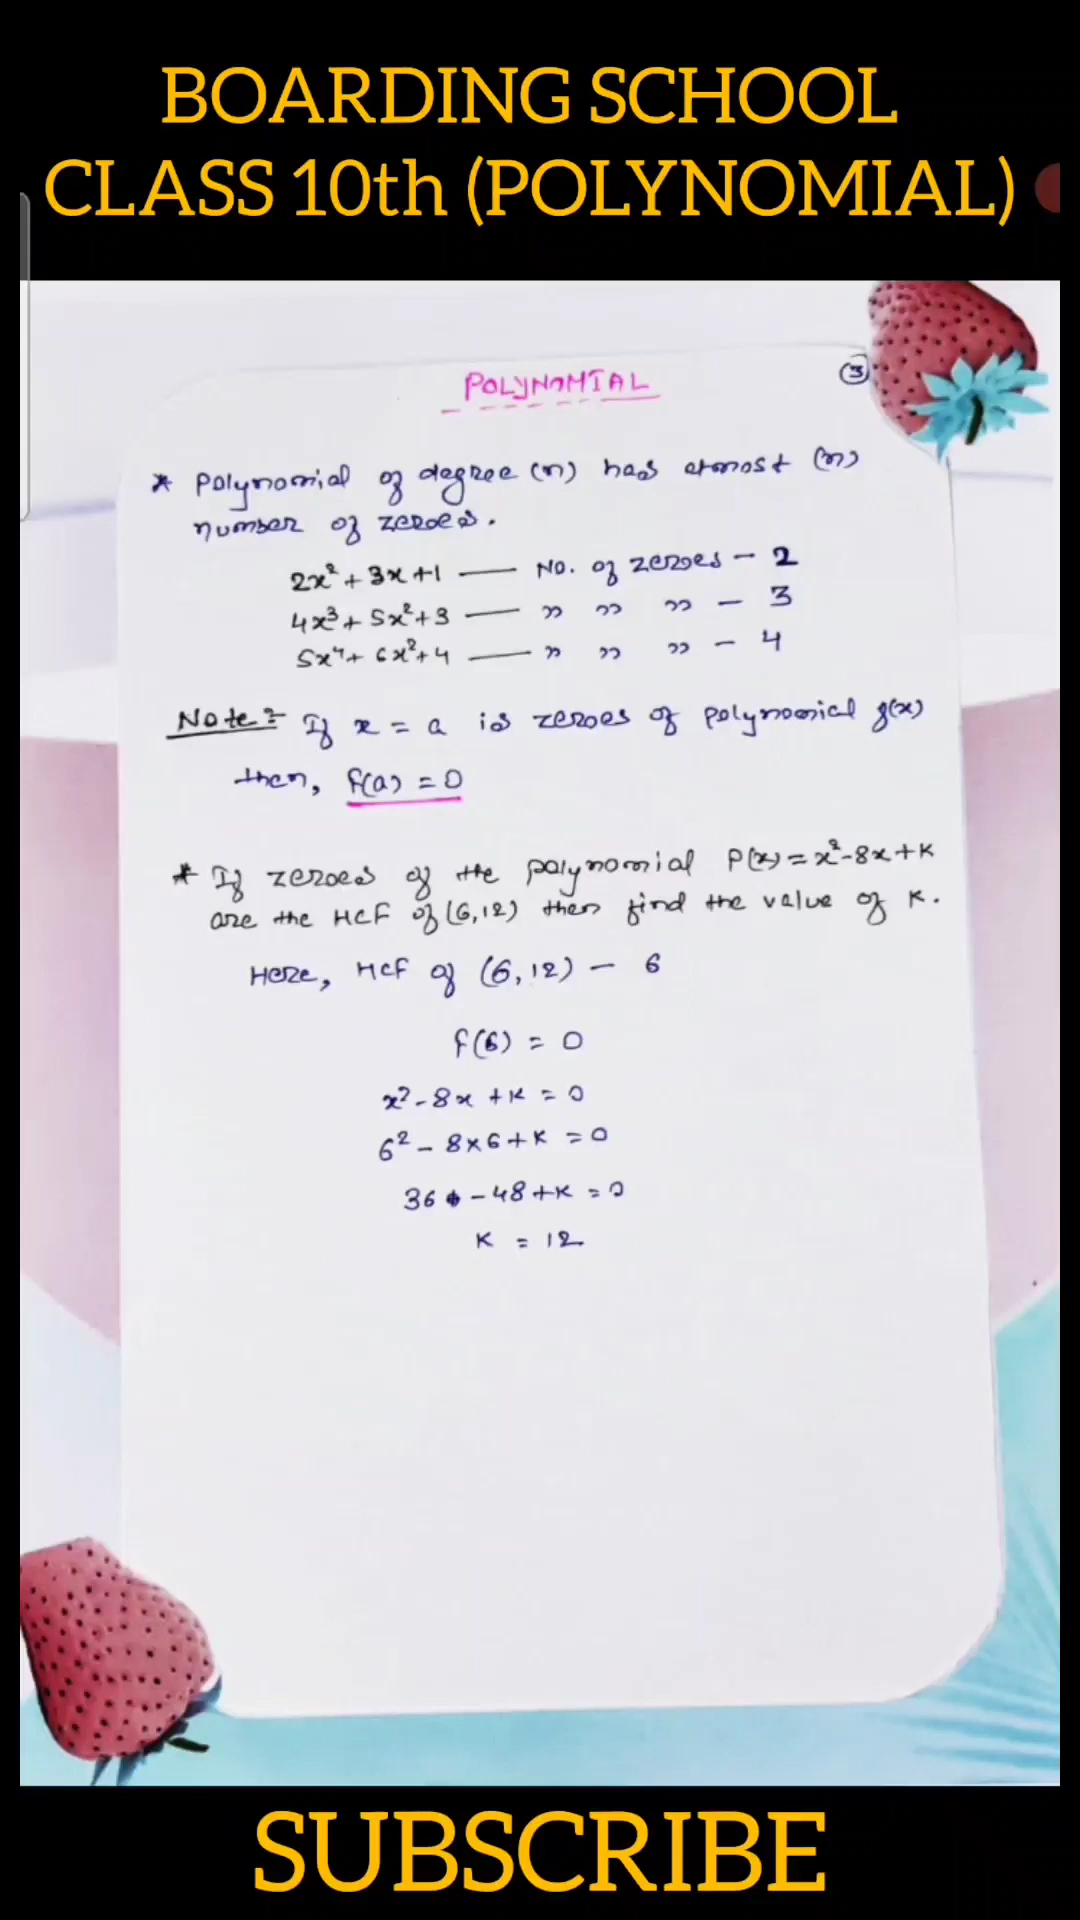 BOARDING SCHOOL
CLASS 10th (POLYNOMIAL)
POLYNOMIAL
3
* Polynomial of degree (n) has atmost (n)
number of zeroes.
2x² + 3x + 1 —— No. of zeroes - 2
4x³ + 5x² + 3 —— " " " - 3
5x⁴ + 6x² + 4 —— " " " - 4
Note:- If x = a is zeroes of polynomial f(x)
then, f(a) = 0
* If zeroes of the polynomial P(x) = x² - 8x + K
are the HCF of (6,12) then find the value of K.
Here, HCF of (6,12) - 6
f(6) = 0
x² - 8x + K = 0
6² - 8×6 + K = 0
36 - 48 + K = 0
K = 12
SUBSCRIBE